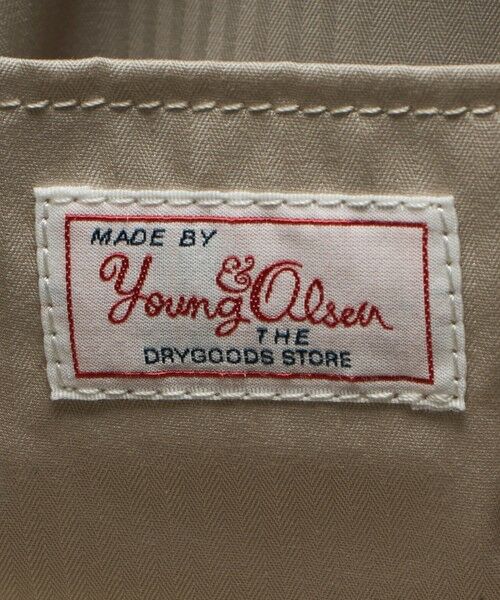 MADE BY
Young & Olsen
THE
DRYGOODS STORE